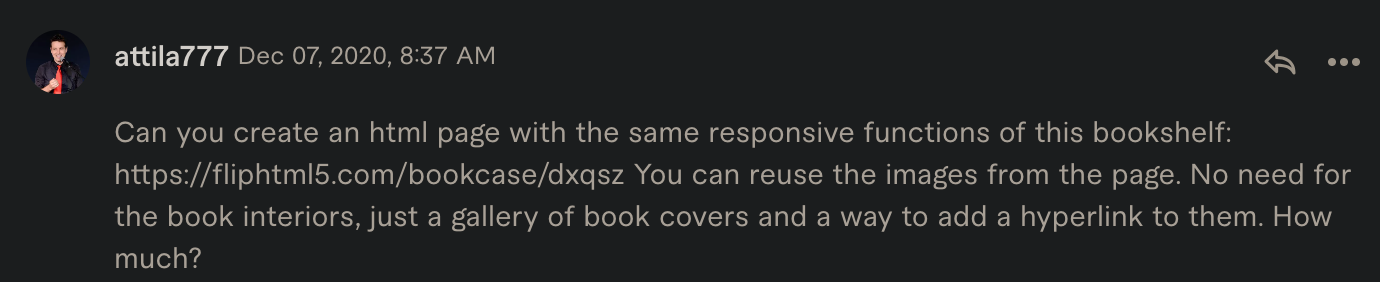 attila777 Dec 07, 2020, 8:37 AM
Can you create an html page with the same responsive functions of this bookshelf:
https://fliphtml5.com/bookcase/dxqsz You can reuse the images from the page. No need for
the book interiors, just a gallery of book covers and a way to add a hyperlink to them. How
much?